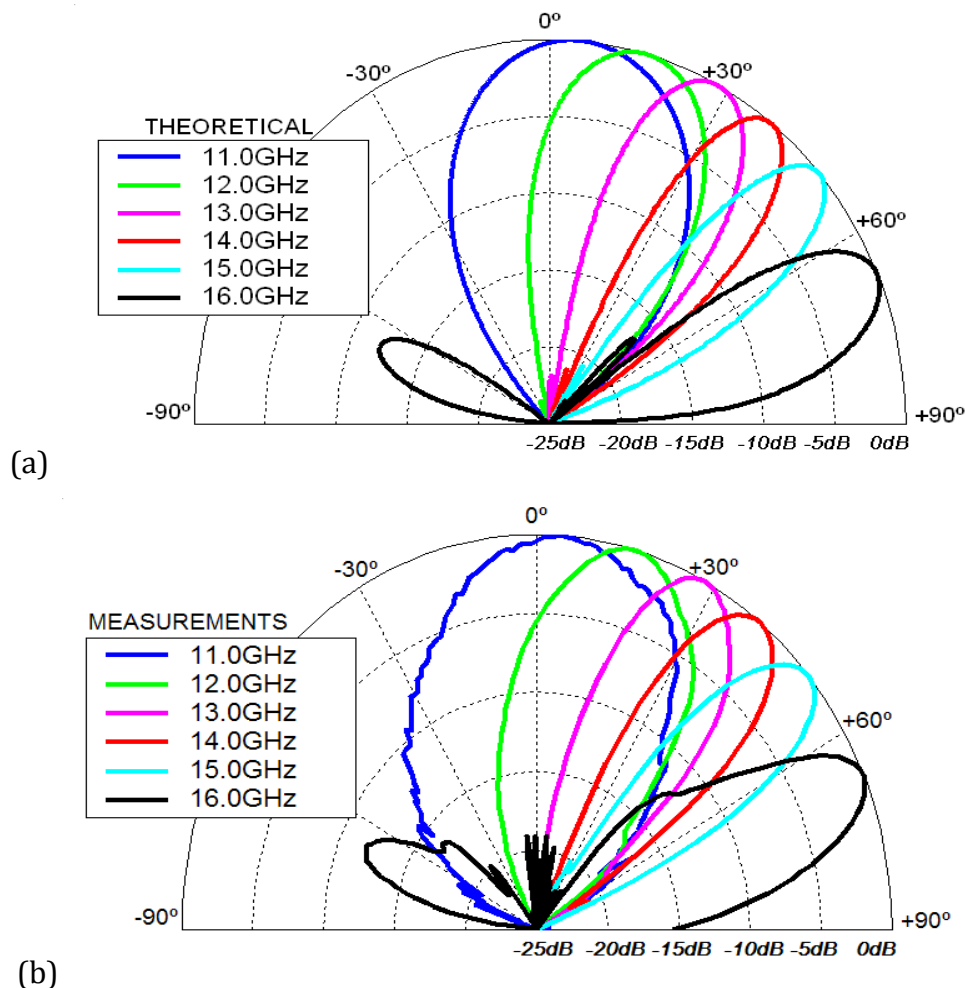 0º
-30º
+30º
THEORETICAL
11.0GHz
12.0GHz
13.0GHz
14.0GHz
15.0GHz
16.0GHz
+60º
-90º
+90º
-25dB -20dB -15dB -10dB -5dB 0dB
(a)
0º
-30º
+30º
MEASUREMENTS
11.0GHz
12.0GHz
13.0GHz
14.0GHz
15.0GHz
16.0GHz
+60º
-90º
+90º
-25dB -20dB -15dB -10dB -5dB 0dB
(b)